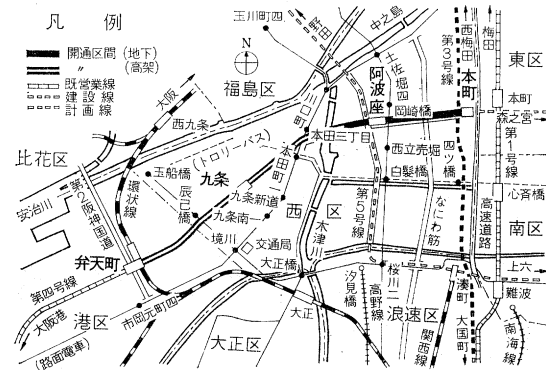 凡例
開通区間（地下）
〃（高架）
既営業線
建設線
計画線
N
玉川町四
野田
中之島
土佐堀四
西梅田
梅田
第3号線
東区
本町
阿波座
岡崎橋
本町
森之宮
福島区
川口町
大阪
西九条
本田三丁目
西立売堀
四ツ橋
第1号線
比花区
（トロリーバス）
本田町一
玉船橋
九条
辰己橋
九条新道
白髪橋
心斎橋
安治川
第2阪神国道
環状線
九条南一
西区
第5号線
なにわ筋
高速道路
南区
弁天町
境川
交通局
木津川
大正橋
桜川二
上六
第四号線
汐見橋
湊町
難波
大阪港
港区
市岡元町四
大正
高野線
浪速区
関西線
大国町
南海線
（路面電車）
大正区